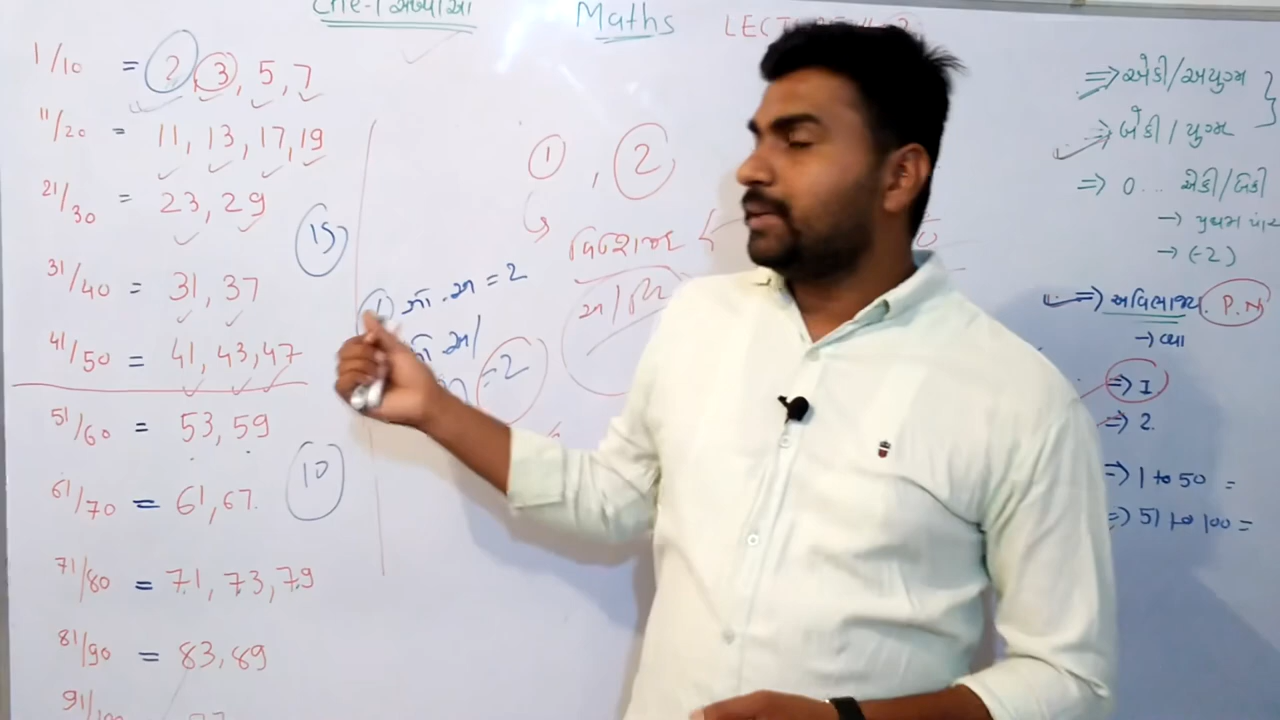 Maths
1/10 = 2, 3, 5, 7
11/20 = 11, 13, 17, 19
21/30 = 23, 29
31/40 = 31, 37
41/50 = 41, 43, 47
15
51/60 = 53, 59
61/70 = 61, 67.
10
71/80 = 71, 73, 79
81/90 = 83, 89
1, 2
વિભાજ્ય
= 2
= 2
⇒ એકી/અયુગ્મ
⇒ બેકી/યુગ્મ
⇒ 0... એકી/બેકી
→ (-2)
⇒ અવિભાજ્ય. P.N
→ વ્યા
⇒ 1
⇒ 2.
⇒ 1 to 50 =
⇒ 51 to 100 =